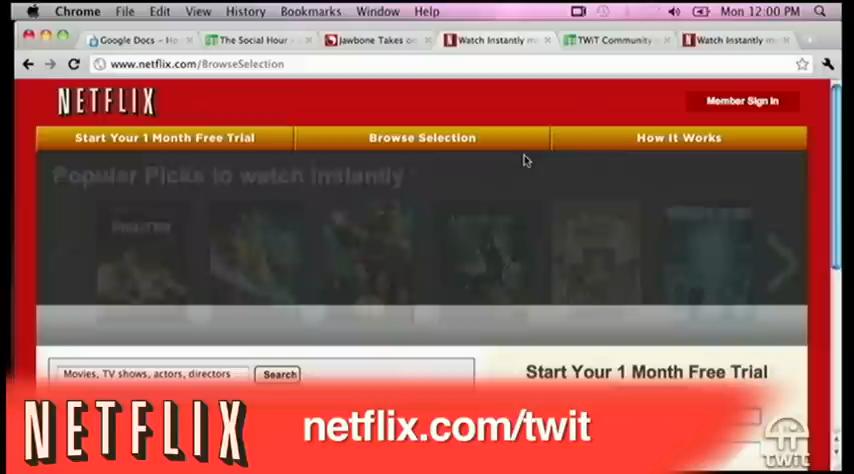 Chrome File Edit View History Bookmarks Window Help Mon 12:00 PM
Google Docs - Ho The Social Hour - Jawbone Takes o Watch Instantly m TWiT Community Watch Instantly m
www.netflix.com/BrowseSelection
NETFLIX Member Sign In
Start Your 1 Month Free Trial Browse Selection How It Works
Popular Picks to watch instantly
Movies, TV shows, actors, directors Search Start Your 1 Month Free Trial
NETFLIX netflix.com/twit
TWiT